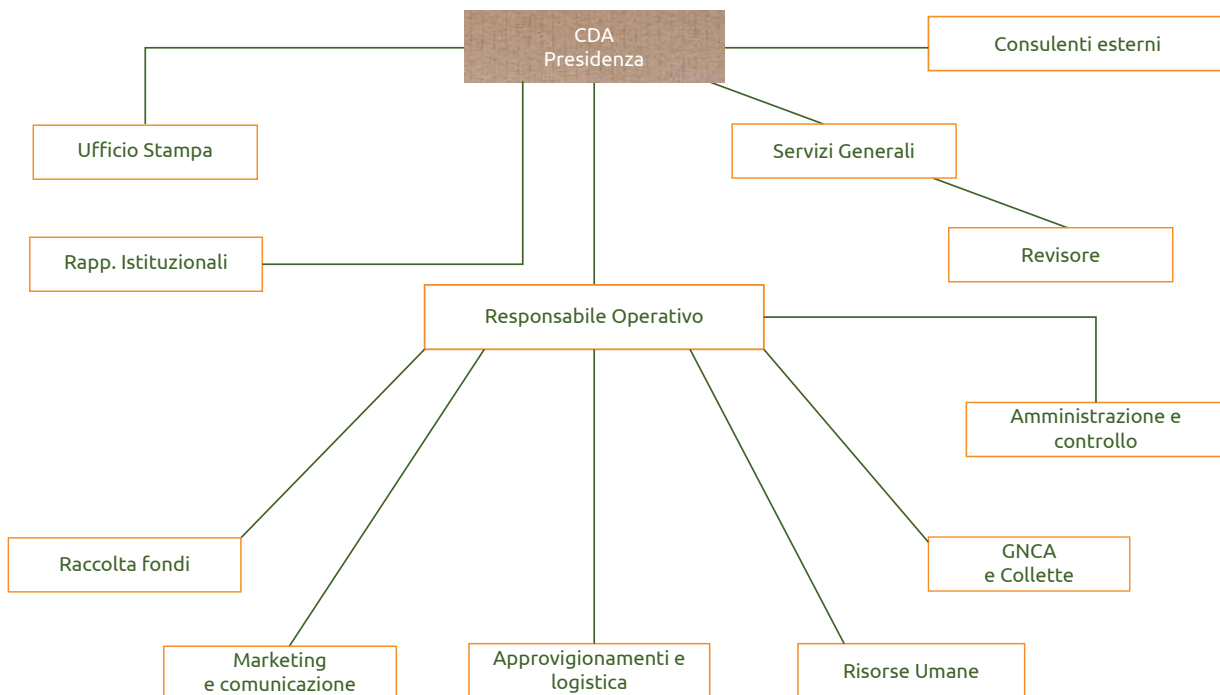 CDA
Presidenza
Consulenti esterni
Ufficio Stampa
Servizi Generali
Rapp. Istituzionali
Revisore
Responsabile Operativo
Amministrazione e
controllo
Raccolta fondi
GNCA
e Collette
Marketing
e comunicazione
Approvigionamenti e
logistica
Risorse Umane